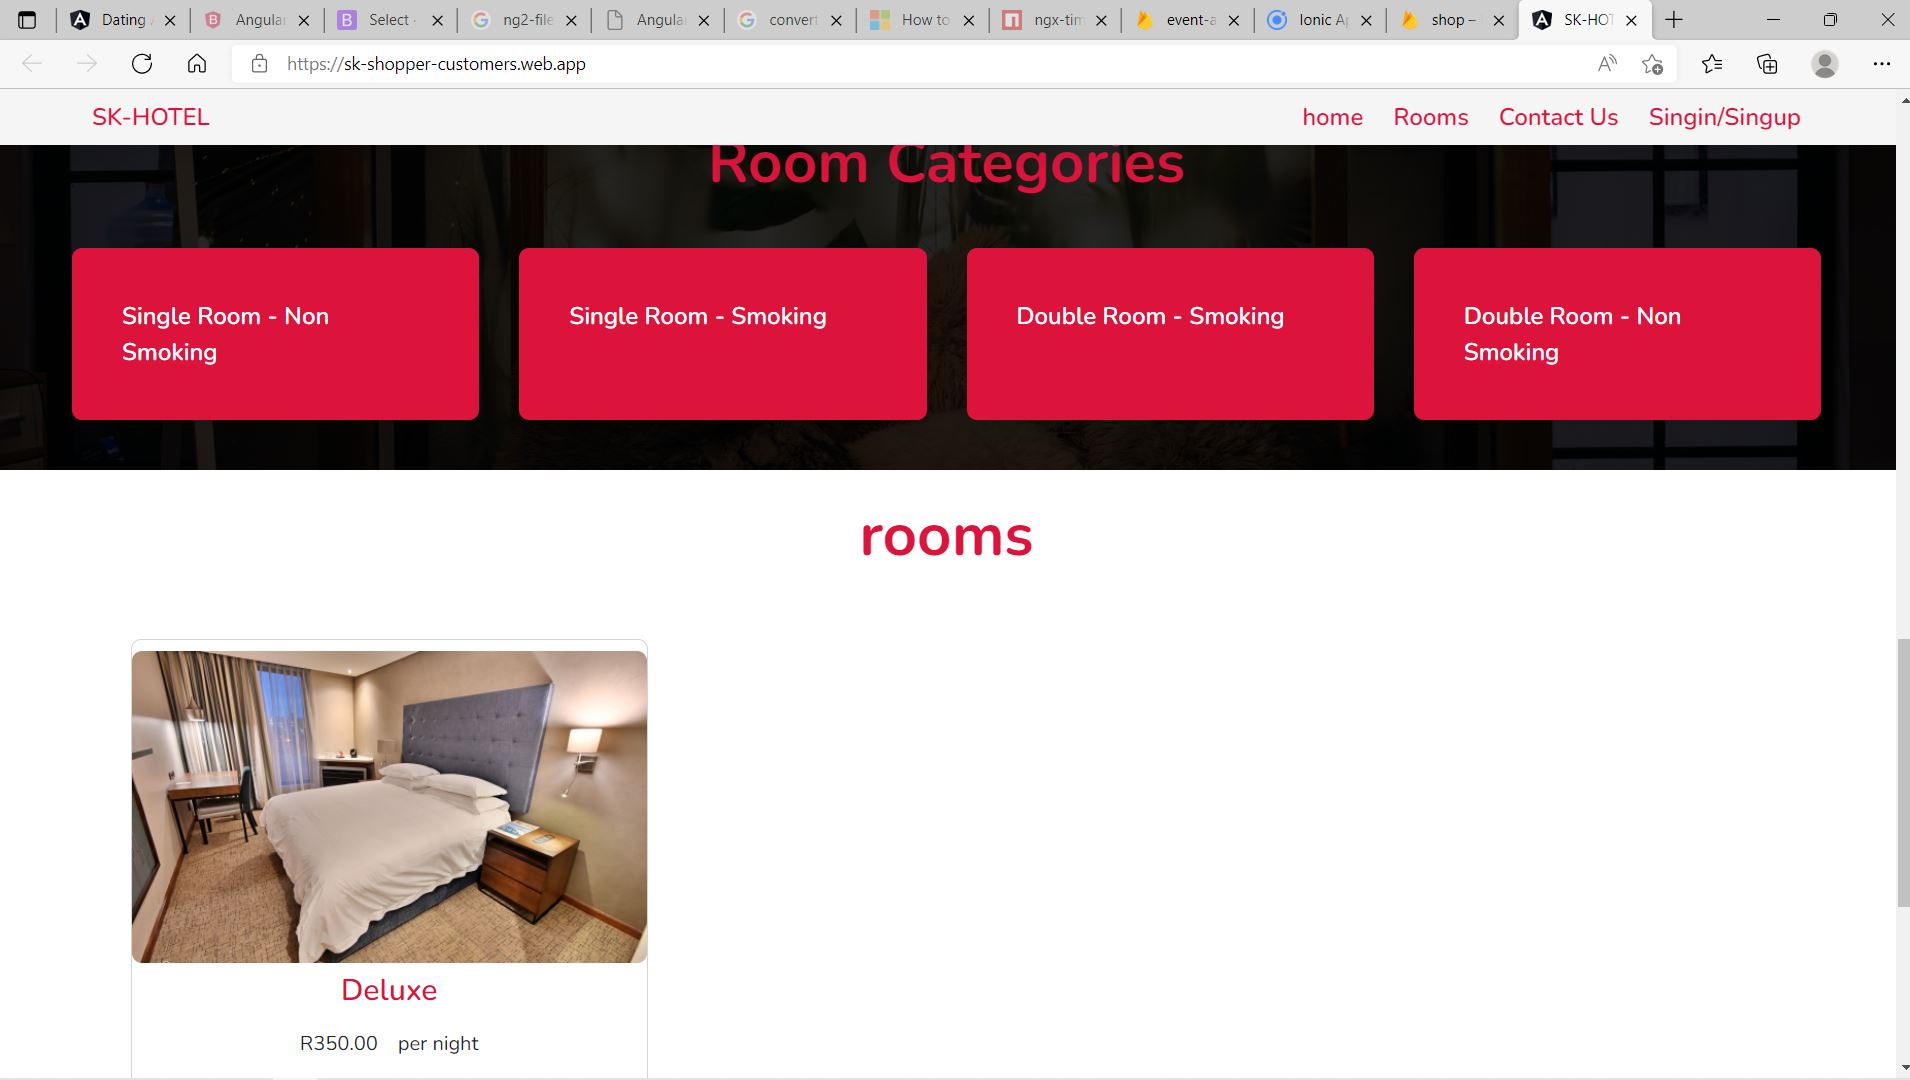 Dating
Angular
Select -
ng2-file
Angular
convert
How to
ngx-tim
event-a
Ionic Ap
shop –
SK-HOT
https://sk-shopper-customers.web.app
SK-HOTEL
home Rooms Contact Us Singin/Singup
Room Categories
Single Room - Non
Smoking
Single Room - Smoking
Double Room - Smoking
Double Room - Non
Smoking
rooms
Deluxe
R350.00 per night